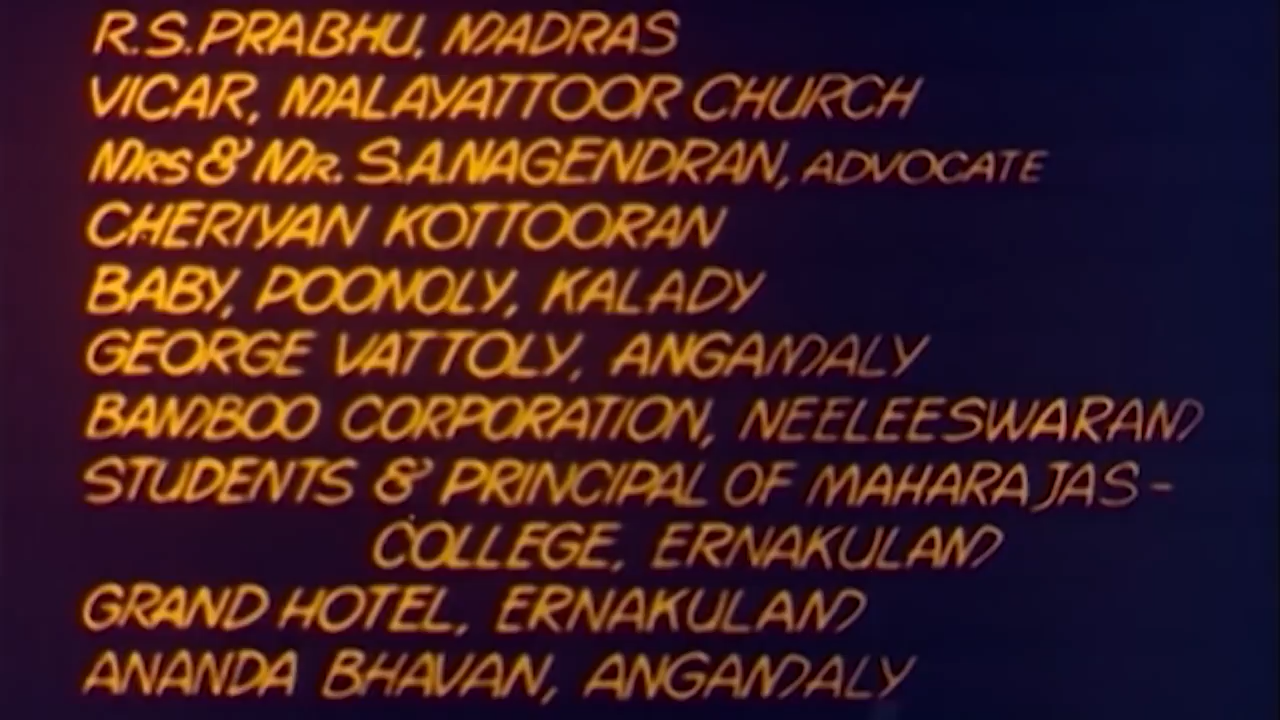 R.S.PRABHU, MADRAS
VICAR, MALAYATTOOR CHURCH
MRS & MR. S.A.NAGENDRAN, ADVOCATE
CHERIYAN KOTTOORAN
BABY, POONOLY, KALADY
GEORGE VATTOLY, ANGAMALY
BAMBOO CORPORATION, NEELEESWARAM
STUDENTS & PRINCIPAL OF MAHARAJAS -
COLLEGE, ERNAKULAM
GRAND HOTEL, ERNAKULAM
ANANDA BHAVAN, ANGAMALY